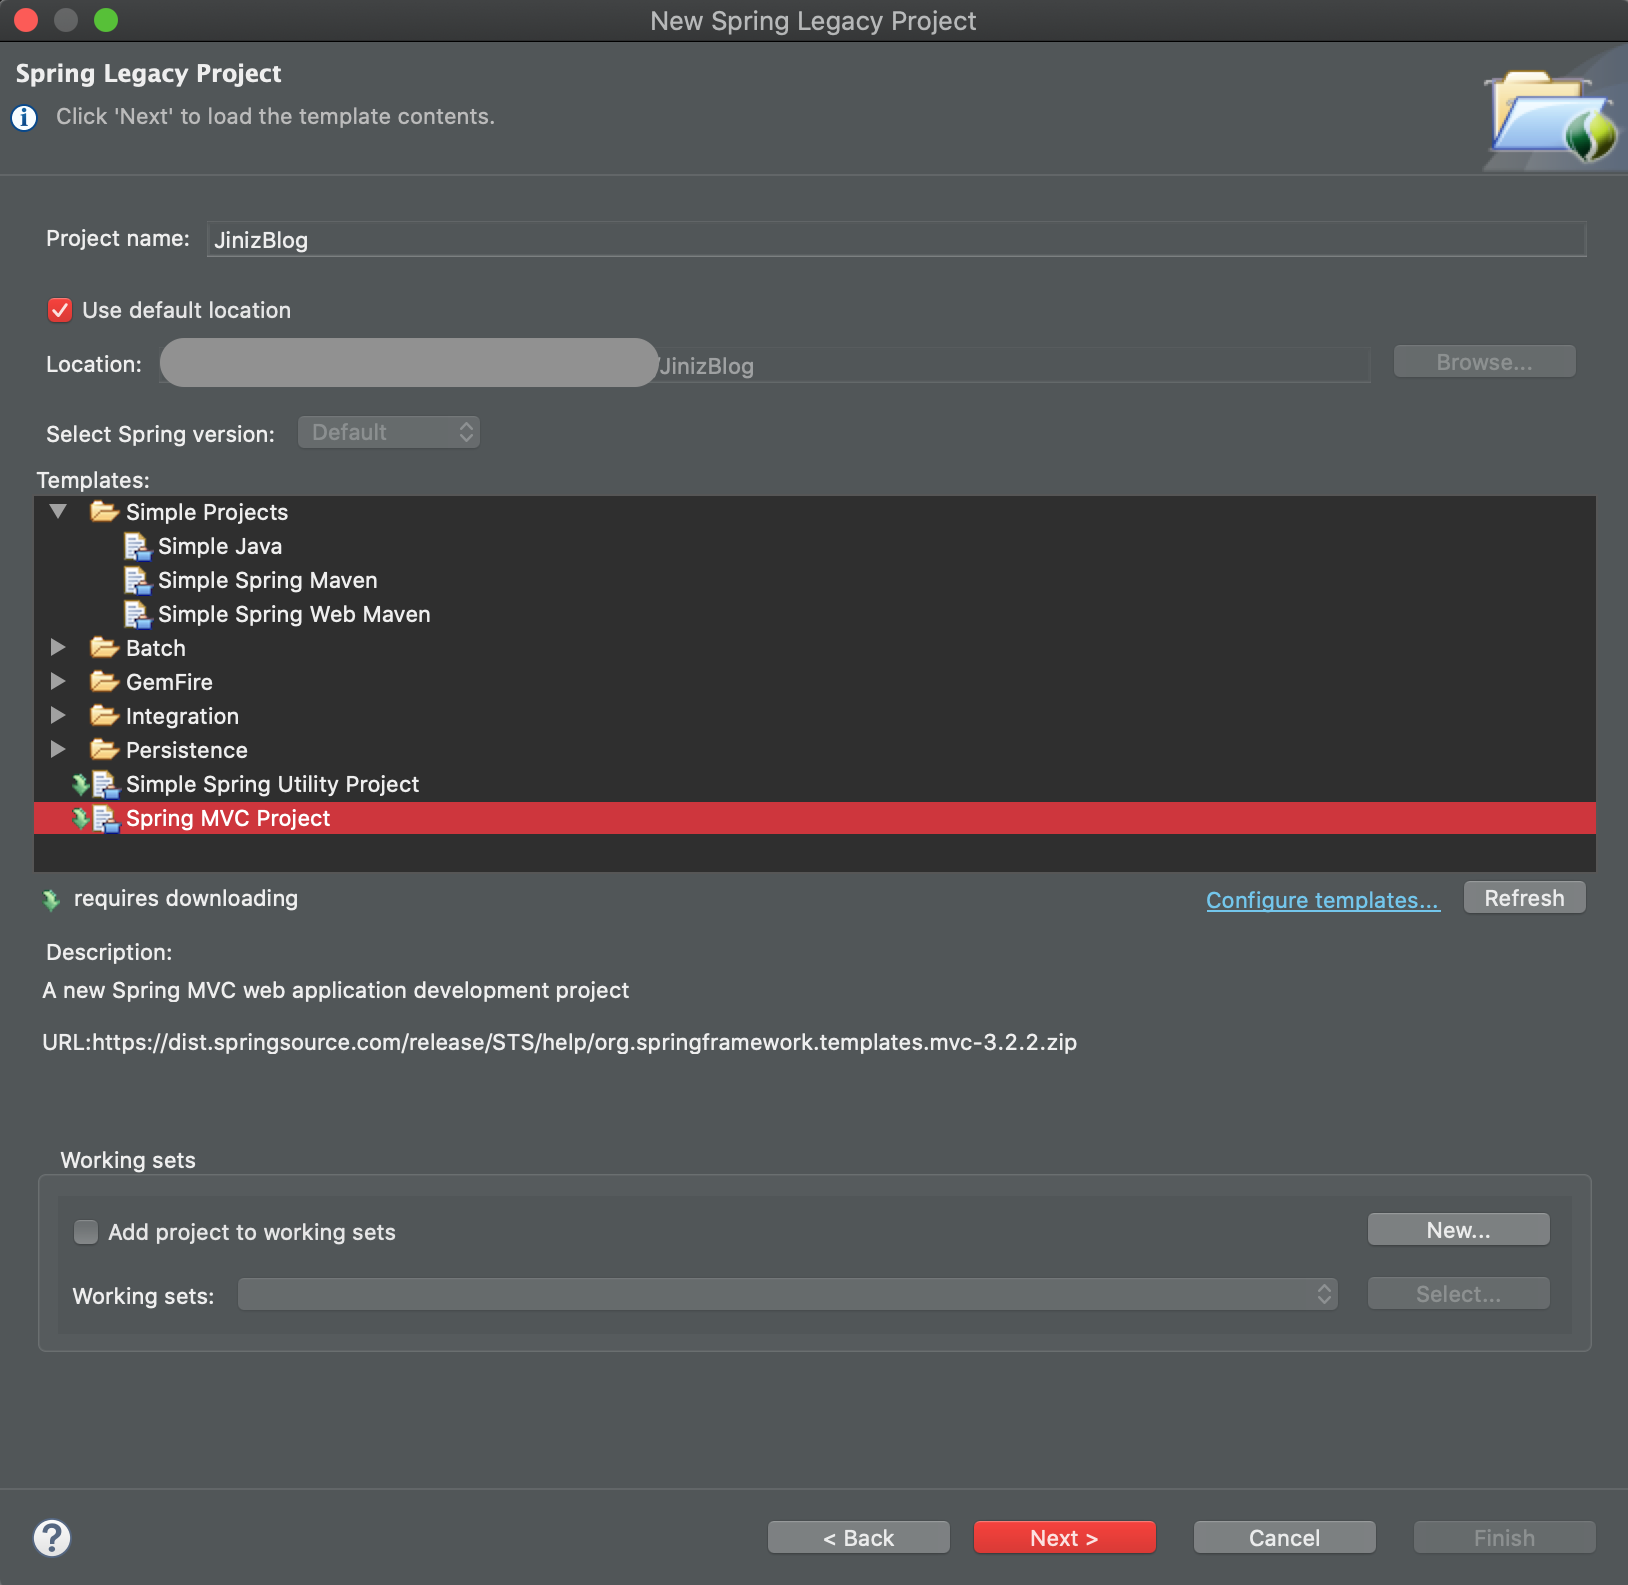 New Spring Legacy Project
Spring Legacy Project
Click 'Next' to load the template contents.
Project name: JinizBlog
Use default location
Location: /JinizBlog Browse...
Select Spring version: Default
Templates:
Simple Projects
Simple Java
Simple Spring Maven
Simple Spring Web Maven
Batch
GemFire
Integration
Persistence
Simple Spring Utility Project
Spring MVC Project
requires downloading Configure templates... Refresh
Description:
A new Spring MVC web application development project
URL:https://dist.springsource.com/release/STS/help/org.springframework.templates.mvc-3.2.2.zip
Working sets
Add project to working sets New...
Working sets: Select...
? < Back Next > Cancel Finish